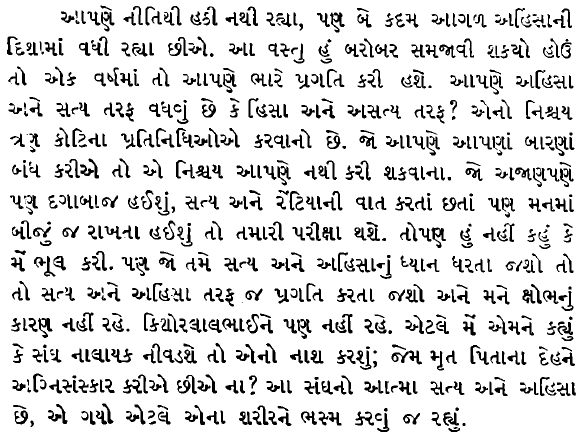 આપણે નીતિથી હકી નથી રહ્યા, પણ બે કદમ આગળ અહિંસાની
દિશામાં વધી રહ્યા છીએ. આ વસ્તુ હું બરોબર સમજાવી શકયો હોઉં
તો એક વર્ષમાં તો આપણે ભારે પ્રગતિ કરી હશે. આપણે અહિંસા
અને સત્ય તરફ વધવું છે કે હિંસા અને અસત્ય તરફ? એનો નિશ્ચય
ત્રણ કોટિના પ્રતિનિધિઓએ કરવાનો છે. જો આપણે આપણાં બારણાં
બંધ કરીએ તો એ નિશ્ચય આપણે નથી કરી શકવાના. જો અજાણપણે
પણ દગાબાજ હઈશું, સત્ય અને રેંટિયાની વાત કરતાં છતાં પણ મનમાં
બીજું જ રાખતા હઈશું તો તમારી પરીક્ષા થશે. તોપણ હું નહીં કહું કે
મેં ભૂલ કરી. પણ જો તમે સત્ય અને અહિંસાનું ધ્યાન ધરતા જશો તો
તો સત્ય અને અહિંસા તરફ જ પ્રગતિ કરતા જશો અને મને ક્ષોભનું
કારણ નહીં રહે. કિશોરલાલભાઈને પણ નહીં રહે. એટલે મેં એમને કહ્યું
કે સંઘ નાલાયક નીવડશે તો એનો નાશ કરશું; જેમ મૃત પિતાના દેહને
અગ્નિસંસ્કાર કરીએ છીએ ના? આ સંઘનો આત્મા સત્ય અને અહિંસા
છે, એ ગયો એટલે એના શરીરને ભસ્મ કરવું જ રહ્યું.